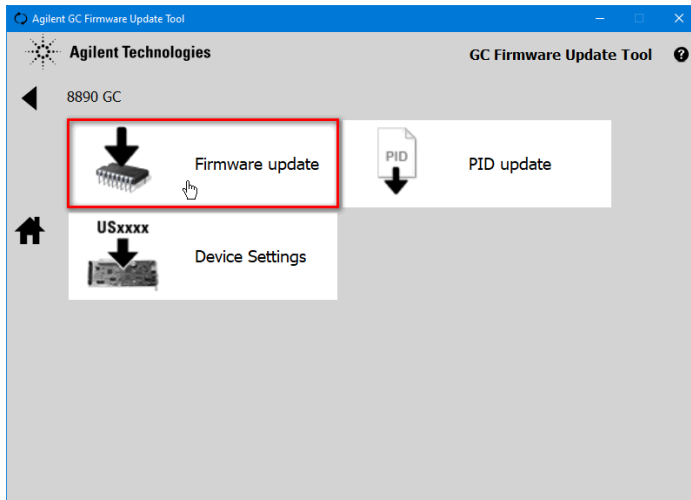 Agilent GC Firmware Update Tool
Agilent Technologies
GC Firmware Update Tool ?
8890 GC
Firmware update
PID
PID update
USxxxx
Device Settings